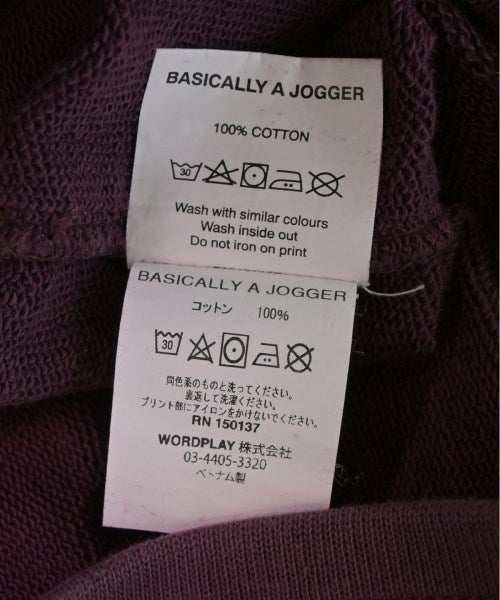 BASICALLY A JOGGER
100% COTTON
30
Wash with similar colours
Wash inside out
Do not iron on print
BASICALLY A JOGGER
コットン 100%
30
同色系のものと洗ってください。
裏返して洗濯ください。
プリント部にアイロンをかけないでください。
RN 150137
WORDPLAY 株式会社
03-4405-3320
ベトナム製